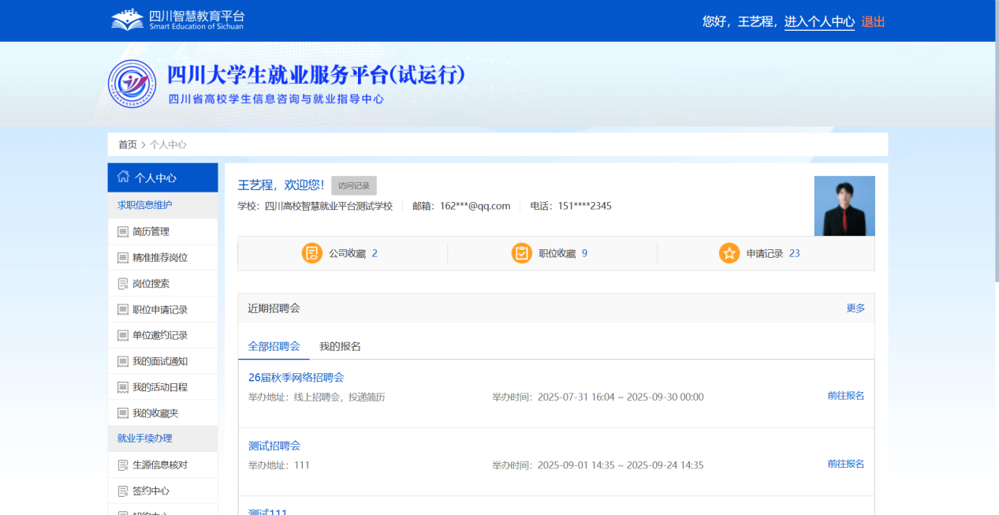 四川智慧教育平台
Smart Education of Sichuan
您好，王艺程，进入个人中心 退出
四川大学生就业服务平台(试运行)
四川省高校学生信息咨询与就业指导中心
首页 > 个人中心
个人中心
求职信息维护
简历管理
精准推荐岗位
岗位搜索
职位申请记录
单位邀约记录
我的面试通知
我的活动日程
我的收藏夹
就业手续办理
生源信息核对
签约中心
解约中心
王艺程，欢迎您！ 访问记录
学校：四川高校智慧就业平台测试学校 邮箱：162***@qq.com 电话：151****2345
公司收藏 2 职位收藏 9 申请记录 23
近期招聘会 更多
全部招聘会 我的报名
26届秋季网络招聘会
举办地址：线上招聘会，投递简历 举办时间：2025-07-31 16:04 ~ 2025-09-30 00:00 前往报名
测试招聘会
举办地址：111 举办时间：2025-09-01 14:35 ~ 2025-09-24 14:35 前往报名
测试111